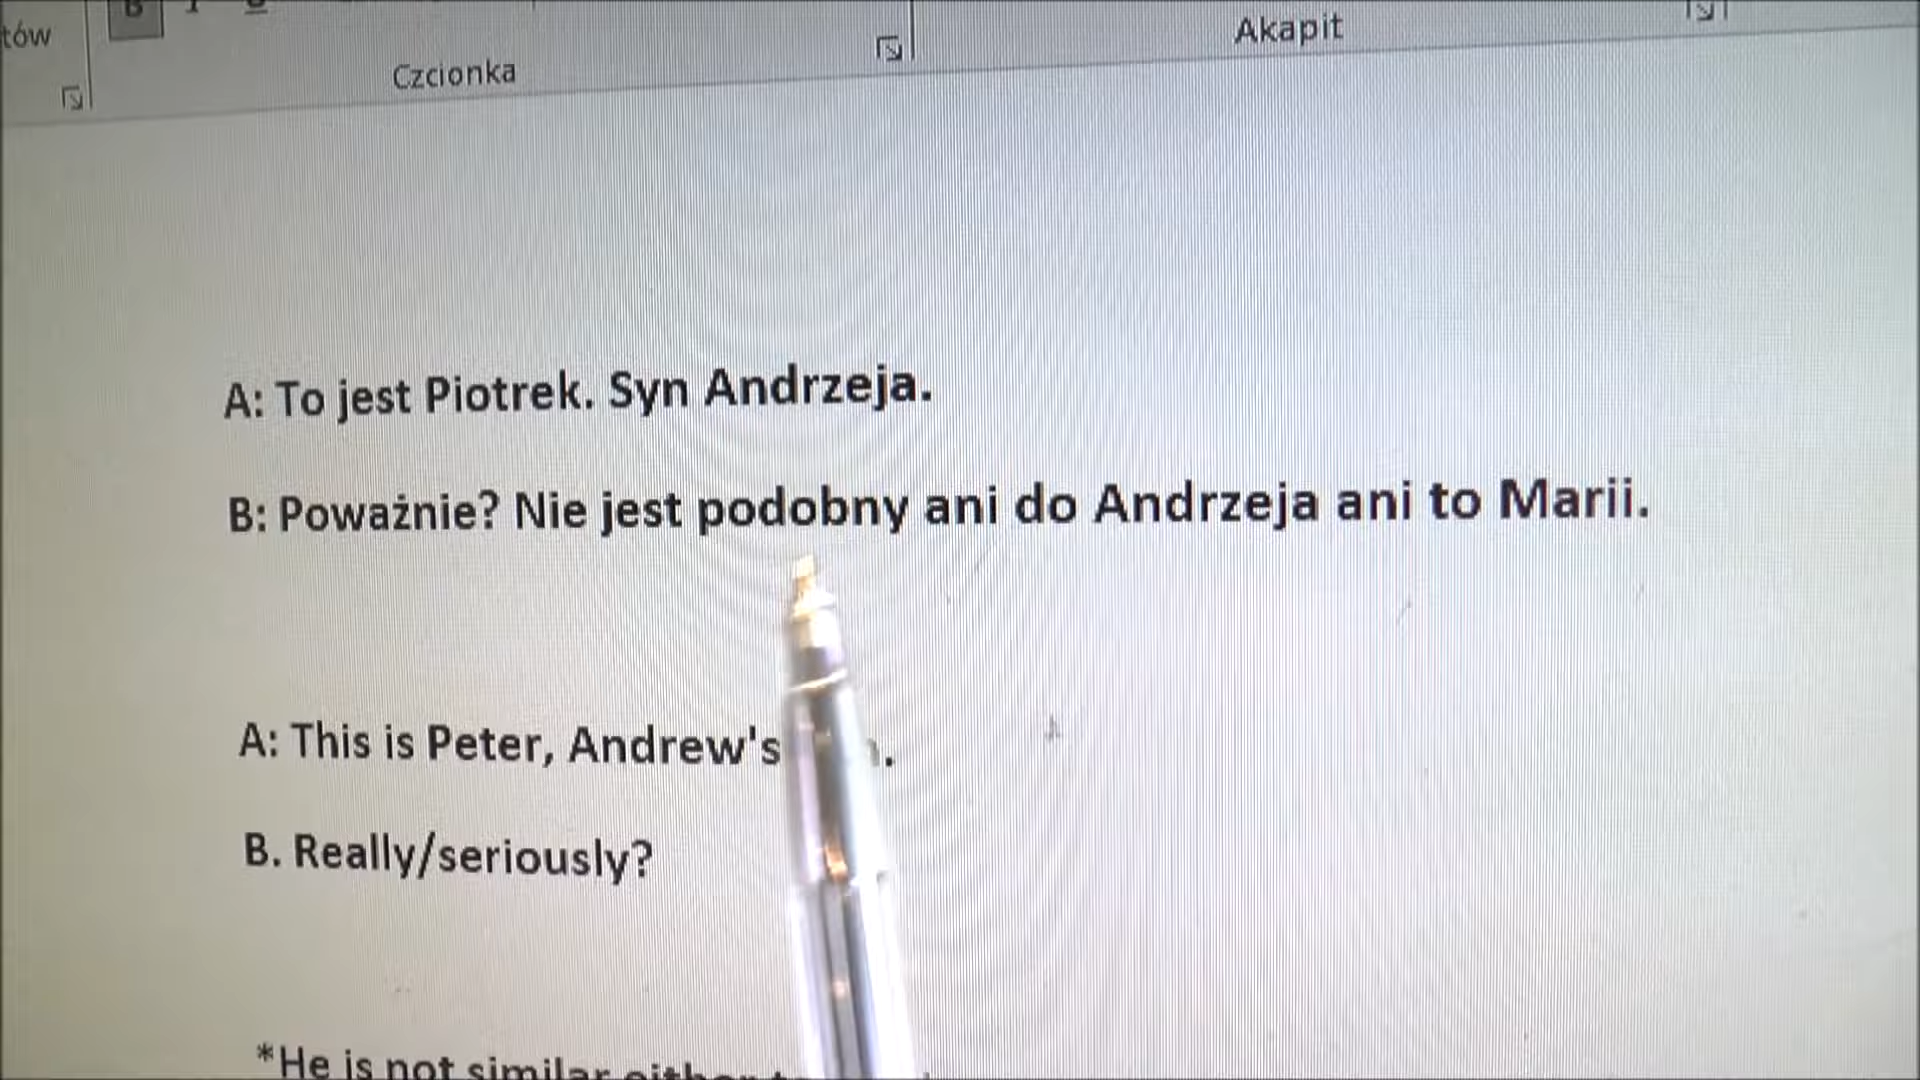 Czcionka
Akapit
A: To jest Piotrek. Syn Andrzeja.
B: Poważnie? Nie jest podobny ani do Andrzeja ani to Marii.
A: This is Peter, Andrew's
B. Really/seriously?
*He is not similar either